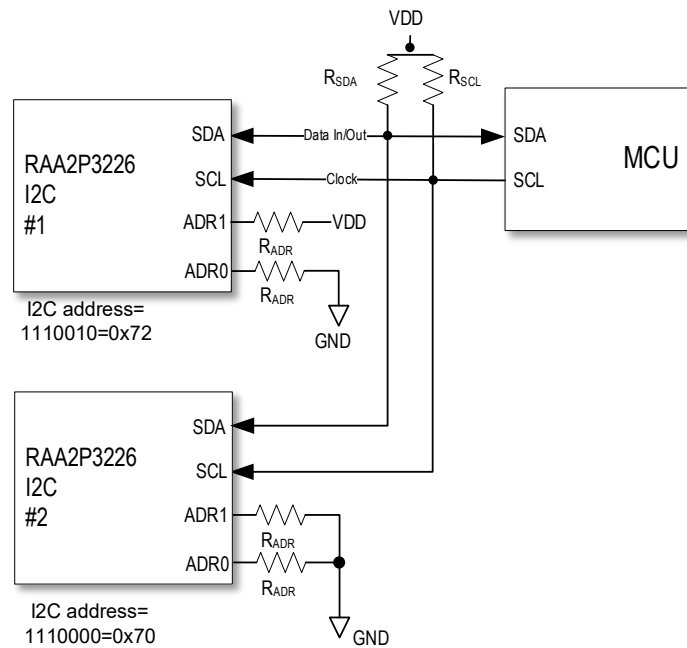 VDD
RSDA
RSCL
RAA2P3226
I2C
#1
SDA
SCL
ADR1
ADR0
Data In/Out
Clock
RADR
VDD
RADR
GND
SDA
SCL
MCU
I2C address=
1110010=0x72
RAA2P3226
I2C
#2
SDA
SCL
ADR1
ADR0
RADR
RADR
GND
I2C address=
1110000=0x70